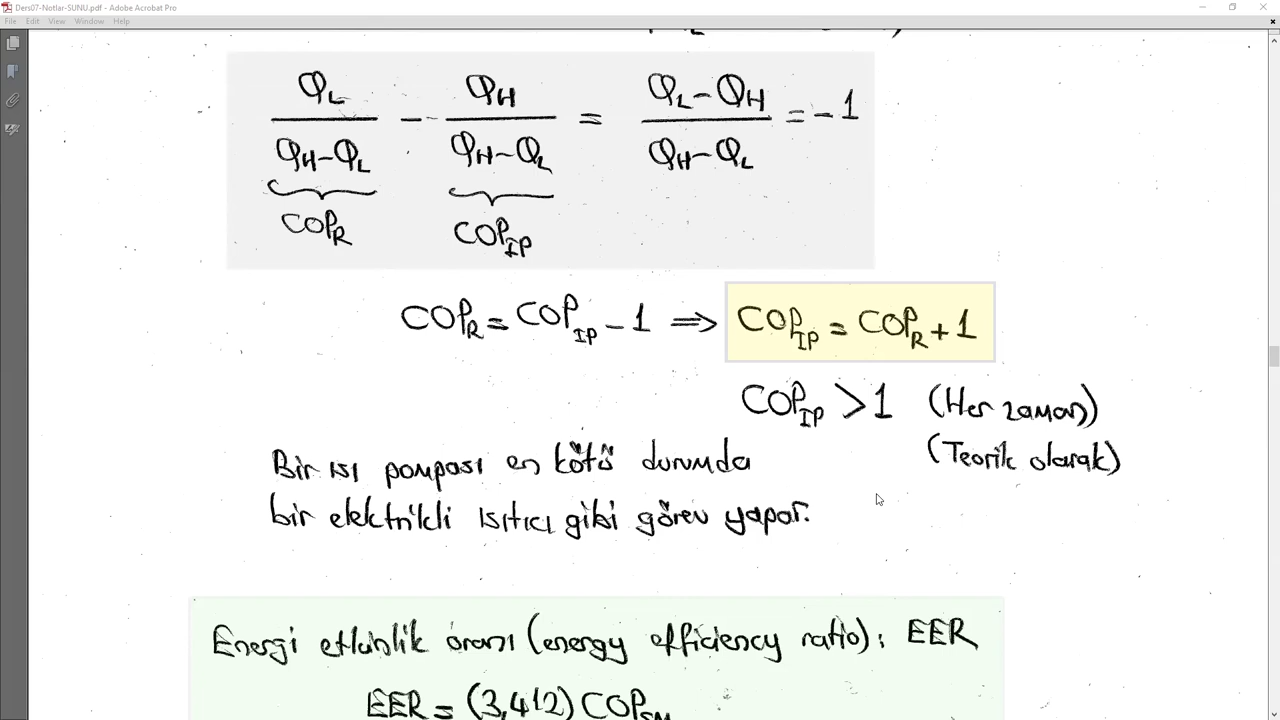 Ders07-Notlar-SUNU.pdf - Adobe Acrobat Pro
File Edit View Window Help
Q_L / (Q_H - Q_L) - Q_H / (Q_H - Q_L) = (Q_L - Q_H) / (Q_H - Q_L) = -1
COP_R COP_IP
COP_R = COP_IP - 1 ⇒ COP_IP = COP_R + 1
COP_IP > 1 (Her zaman)
(Teorik olarak)
Bir ısı pompası en kötü durumda
bir elektrikli ısıtıcı gibi görev yapar.
Energi etkinlik oranı (energy efficiency ratio): EER
EER = (3,412) COP_SM